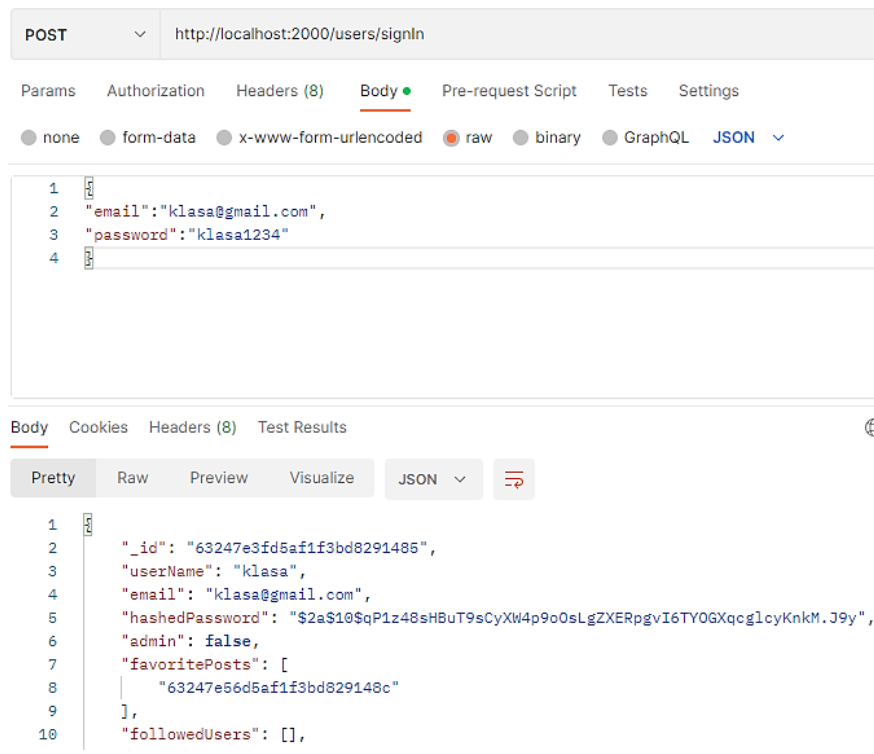 POST http://localhost:2000/users/signIn
Params Authorization Headers (8) Body Pre-request Script Tests Settings
none form-data x-www-form-urlencoded raw binary GraphQL JSON
1 {
2 "email":"klasa@gmail.com",
3 "password":"klasa1234"
4 }
Body Cookies Headers (8) Test Results
Pretty Raw Preview Visualize JSON
1 {
2 "_id": "63247e3fd5af1f3bd8291485",
3 "userName": "klasa",
4 "email": "klasa@gmail.com",
5 "hashedPassword": "$2a$10$qP1z48sHBuT9sCyXW4p9oOsLgZXERpgvI6TYOGXqcglcyKnkM.J9y",
6 "admin": false,
7 "favoritePosts": [
8 "63247e56d5af1f3bd829148c"
9 ],
10 "followedUsers": [],